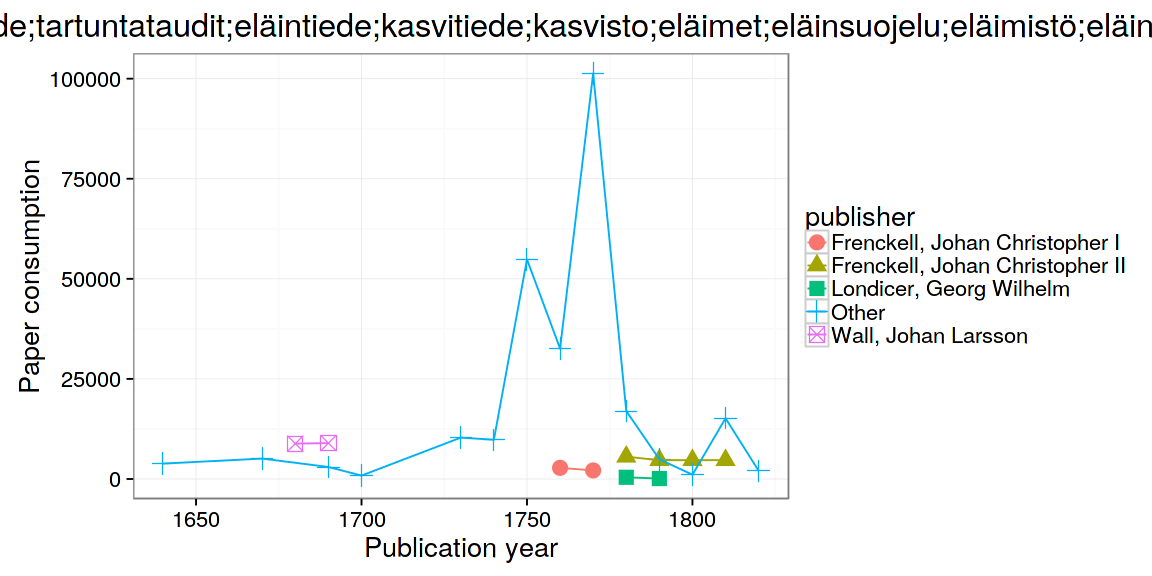 de;tartuntataudit;eläintiede;kasvitiede;kasvisto;eläimet;eläinsuojelu;eläimistö;eläin
100000
75000
50000
25000
0
Paper consumption
1650 1700 1750 1800
Publication year
publisher
Frenckell, Johan Christopher I
Frenckell, Johan Christopher II
Londicer, Georg Wilhelm
Other
Wall, Johan Larsson